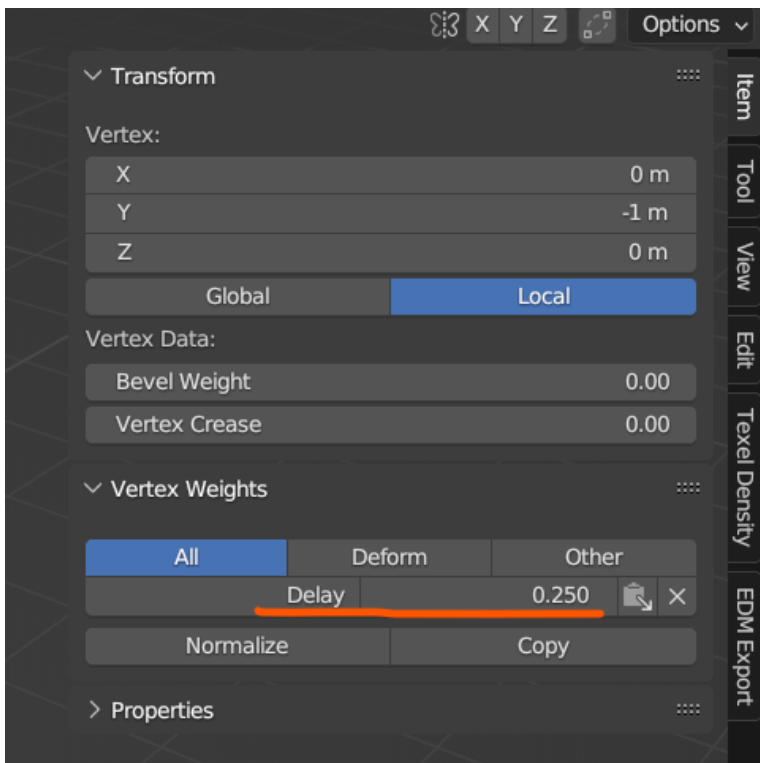 X Y Z Options
Transform
Vertex:
X 0 m
Y -1 m
Z 0 m
Global Local
Vertex Data:
Bevel Weight 0.00
Vertex Crease 0.00
Vertex Weights
All Deform Other
Delay 0.250
Normalize Copy
Properties
Item
Tool
View
Edit
Texel Density
EDM Export